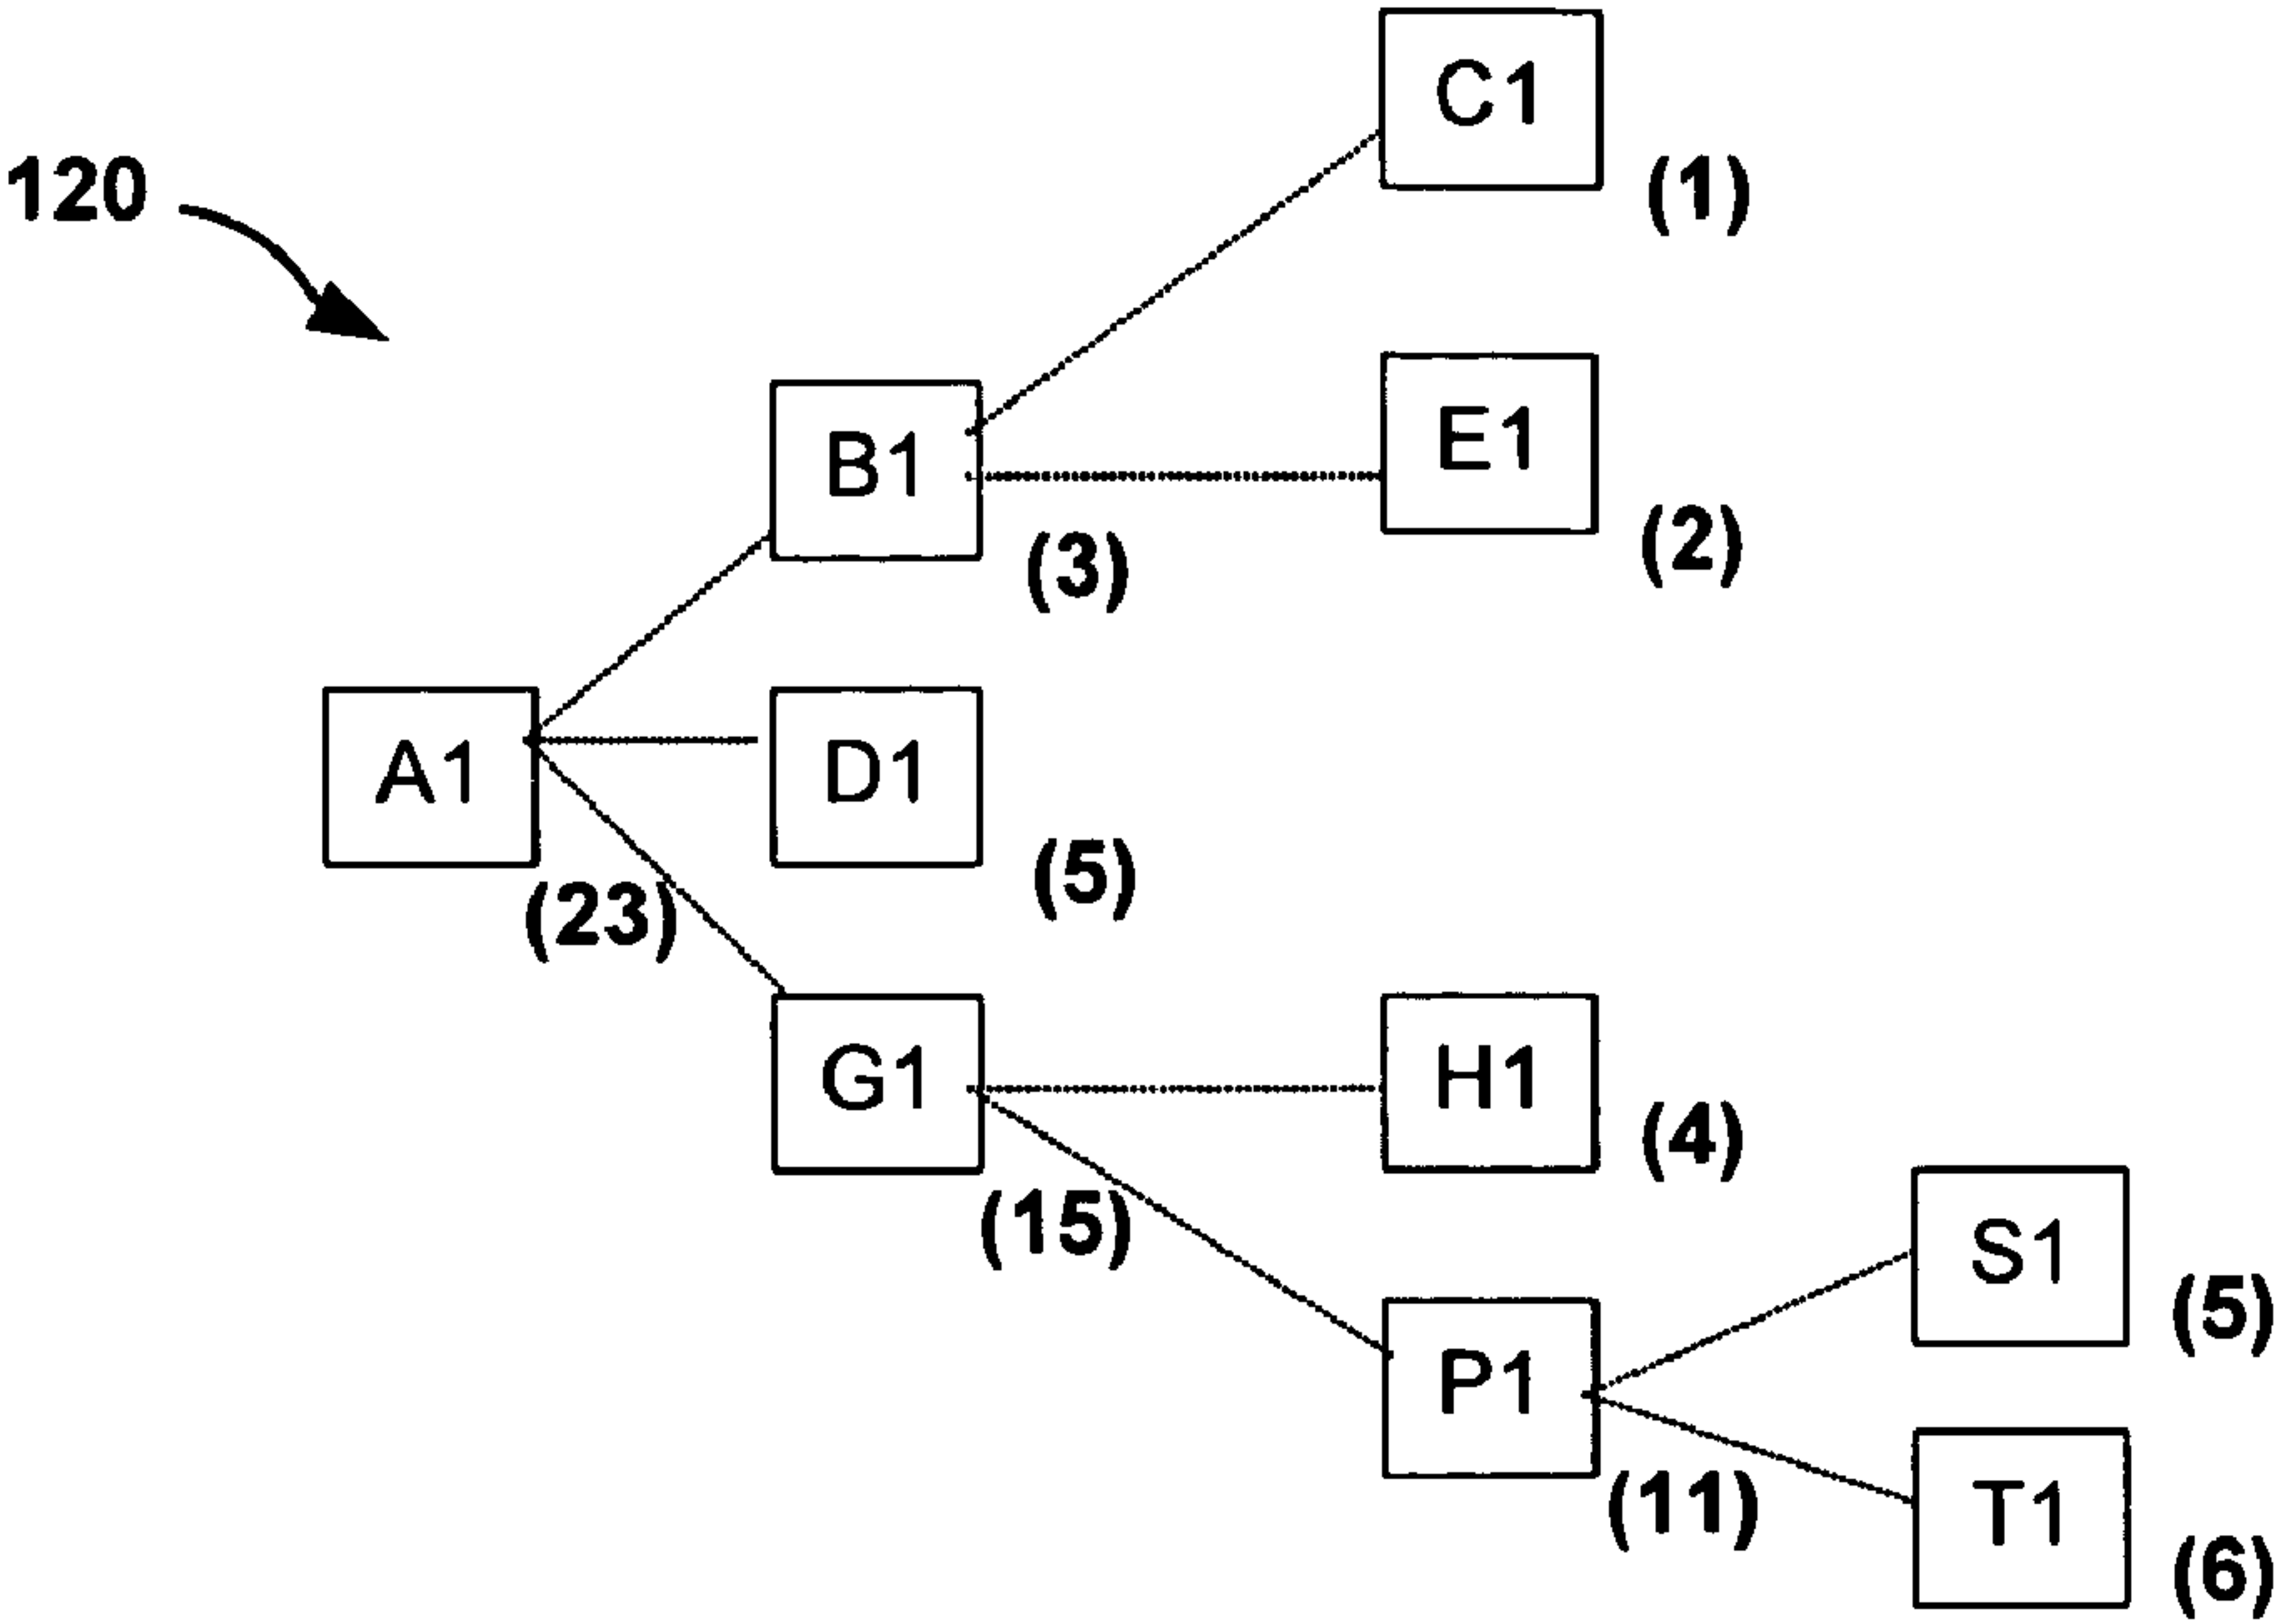 C1
(1)
120
E1
(2)
B1
(3)
A1
(23)
D1
(5)
G1
(15)
H1
(4)
S1
(5)
P1
(11)
T1
(6)